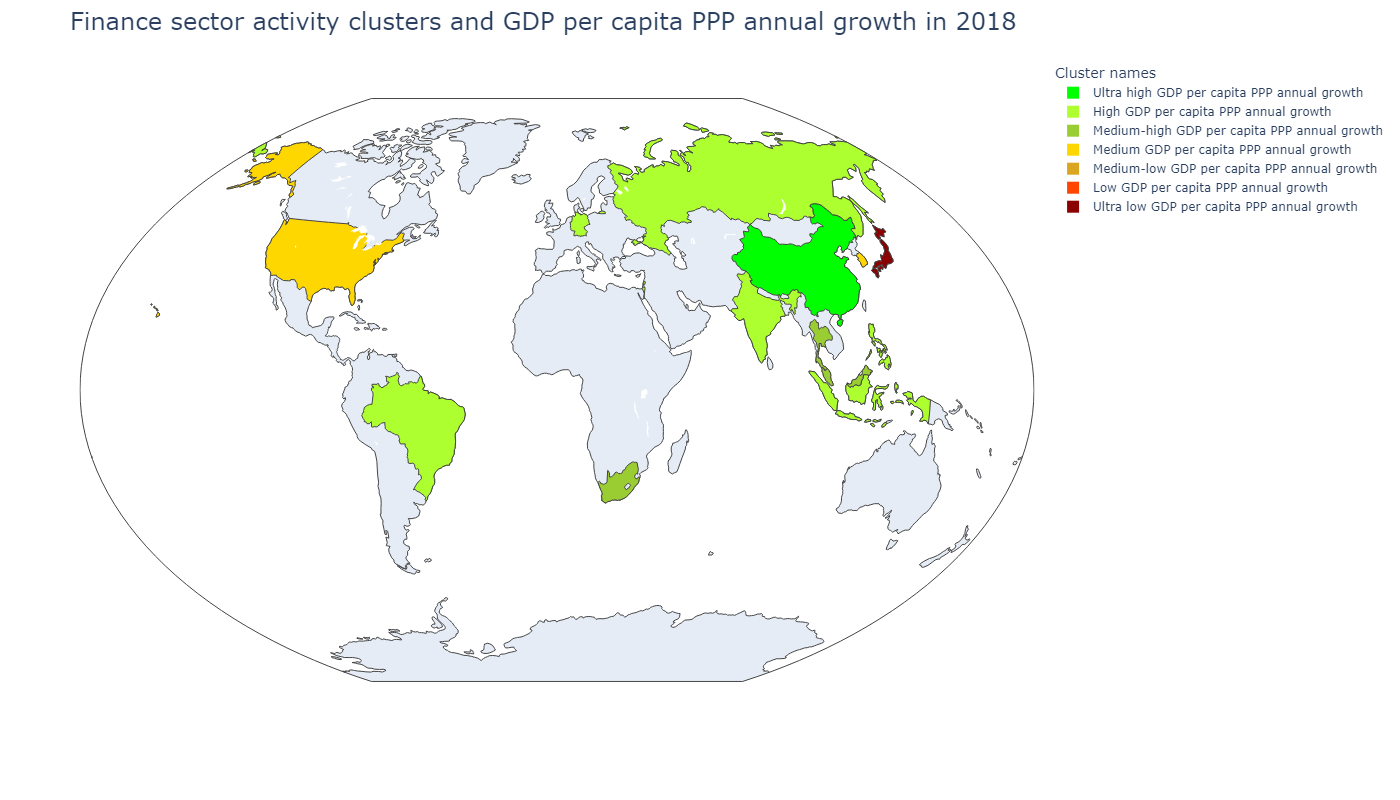 Finance sector activity clusters and GDP per capita PPP annual growth in 2018
Cluster names
Ultra high GDP per capita PPP annual growth
High GDP per capita PPP annual growth
Medium-high GDP per capita PPP annual growth
Medium GDP per capita PPP annual growth
Medium-low GDP per capita PPP annual growth
Low GDP per capita PPP annual growth
Ultra low GDP per capita PPP annual growth